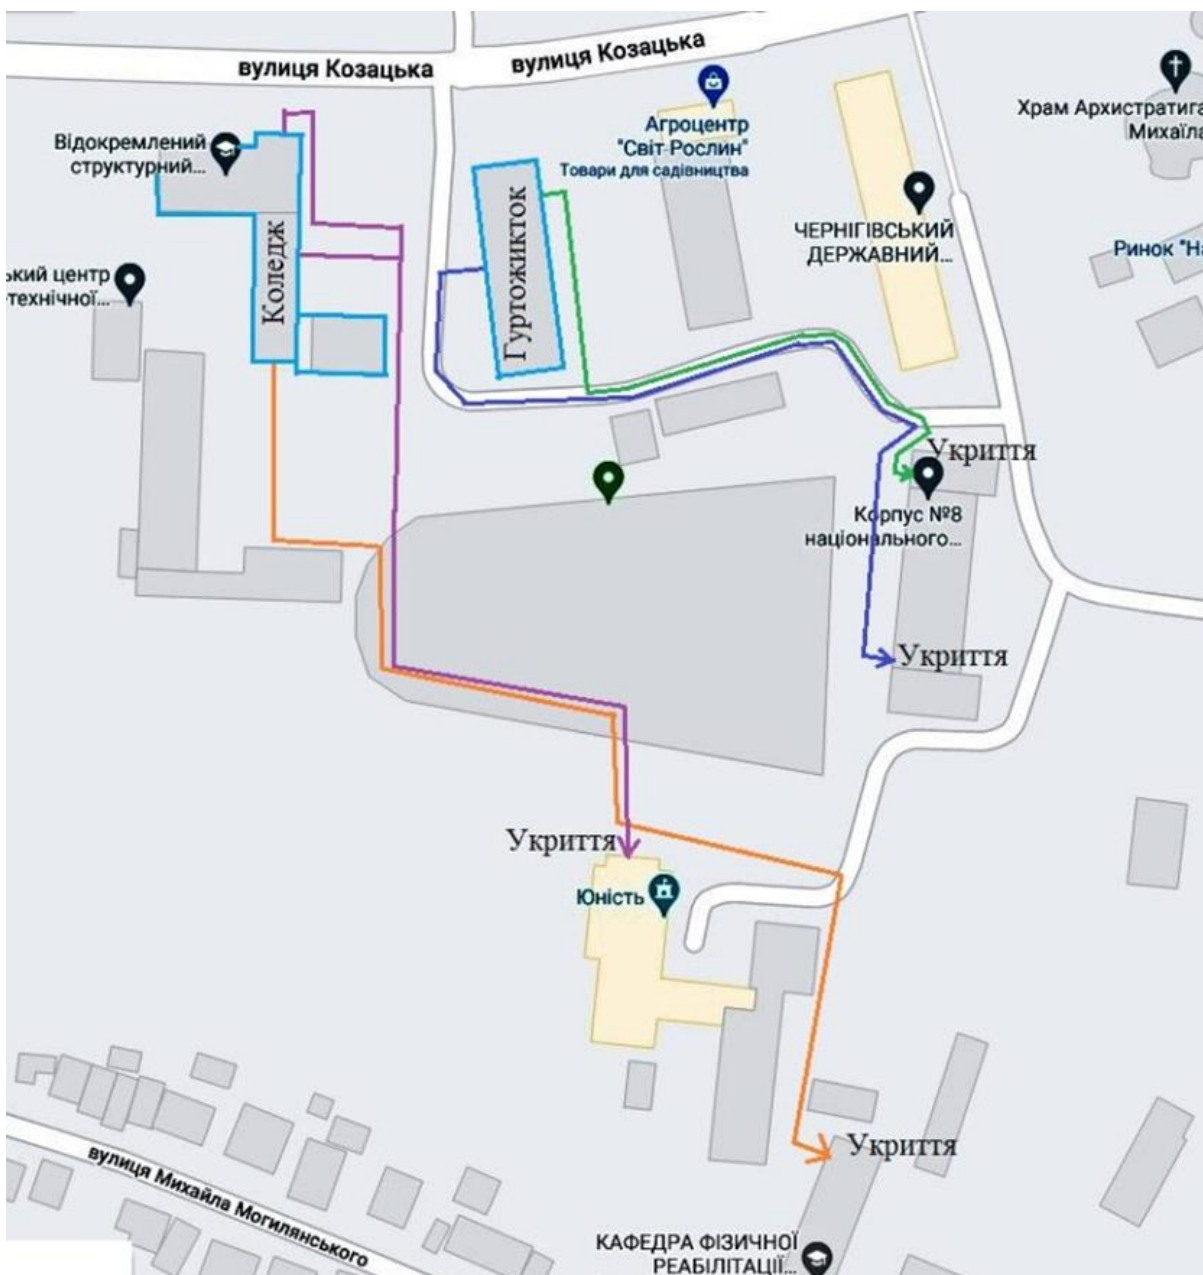 вулиця Козацька
вулиця Козацька
Відокремлений
структурний...
Агроцентр
"Світ Рослин"
Товари для садівництва
Храм Архистратига
Михаїла
ЧЕРНІГІВСЬКИЙ
ДЕРЖАВНИЙ...
Ринок "На
ький центр
-технічної...
Коледж
Гуртожикток
Укриття
Корпус №8
національного...
Укриття
Укриття
Юність
Укриття
вулиця Михайла Могилянського
КАФЕДРА ФІЗИЧНОЇ
РЕАБІЛІТАЦІЇ...